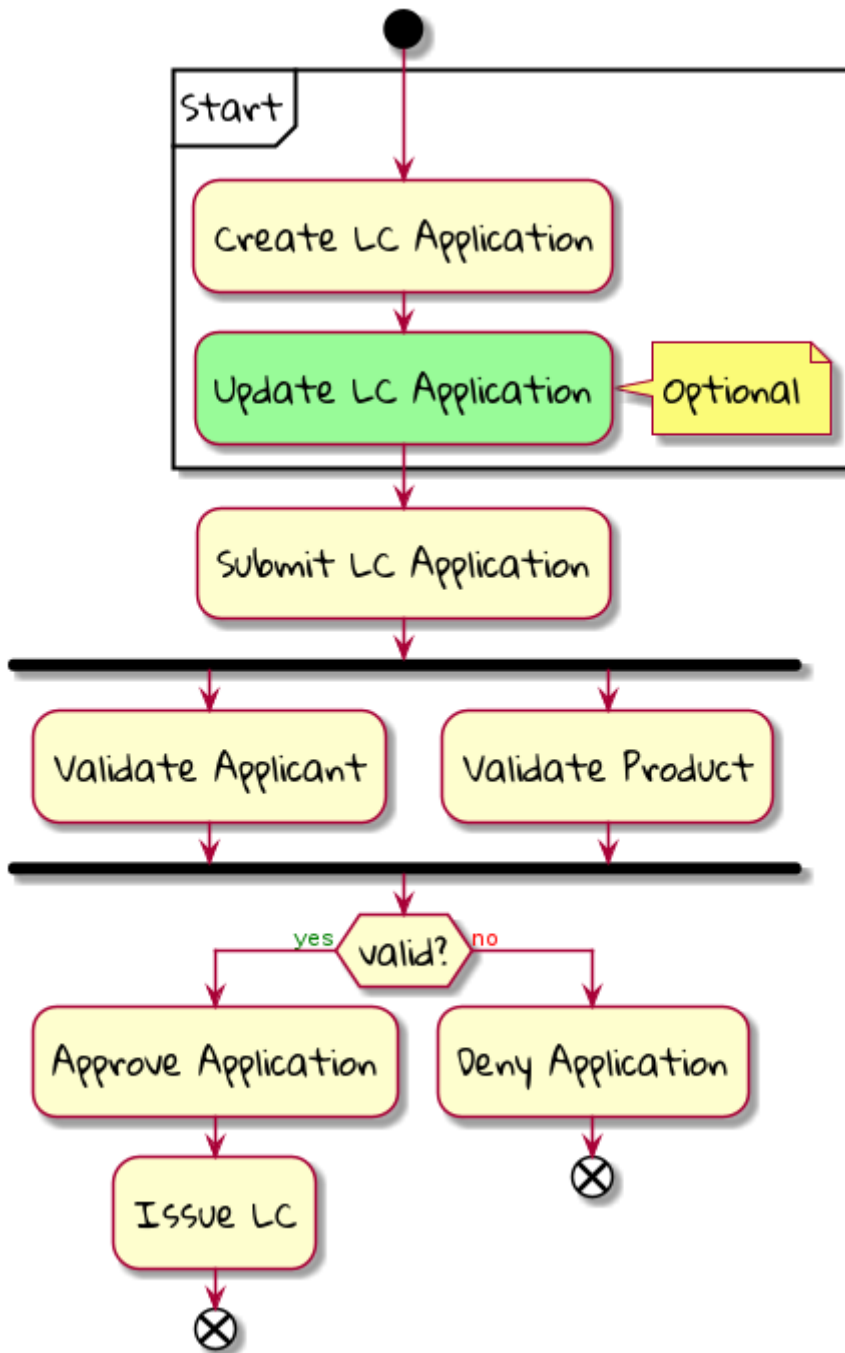 Start
Create LC Application
Update LC Application
Optional
Submit LC Application
Validate Applicant
Validate Product
yes
valid?
no
Approve Application
Deny Application
Issue LC